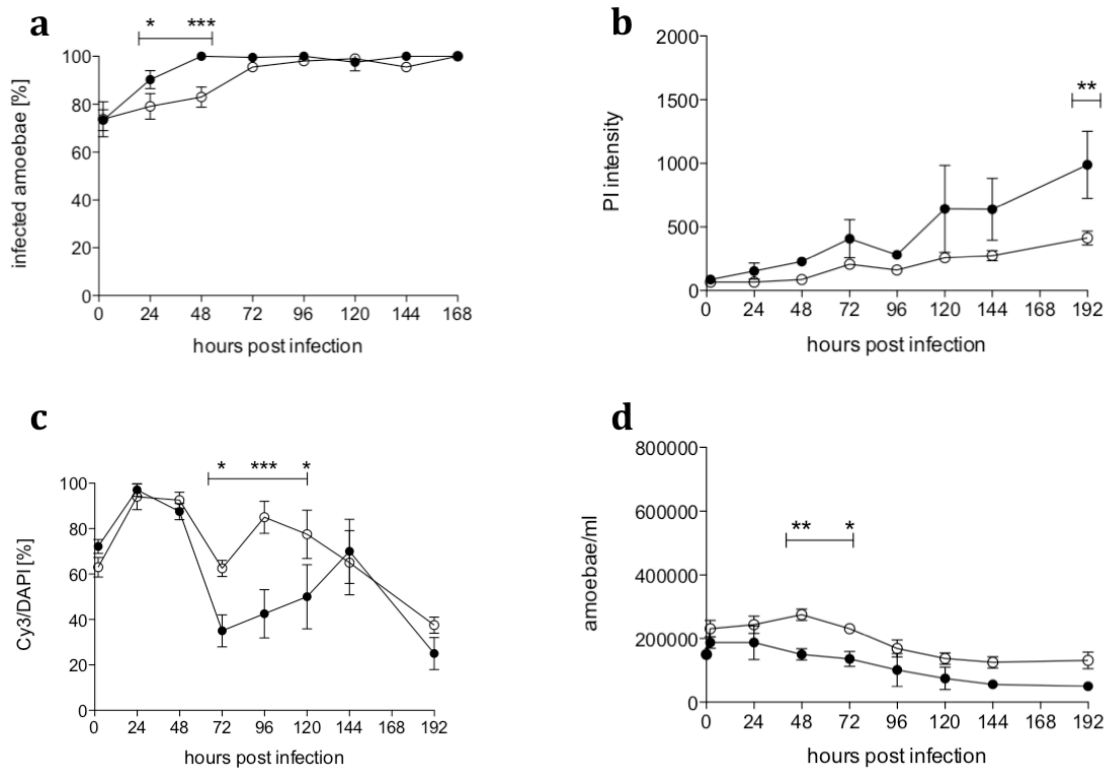 a
* ***
infected amoebae [%]
100
80
60
40
20
0
0 24 48 72 96 120 144 168
hours post infection
b
**
PI intensity
2000
1500
1000
500
0
0 24 48 72 96 120 144 168 192
hours post infection
c
* *** *
Cy3/DAPI [%]
100
80
60
40
20
0
0 24 48 72 96 120 144 168 192
hours post infection
d
** *
amoebae/ml
800000
600000
400000
200000
0
0 24 48 72 96 120 144 168 192
hours post infection